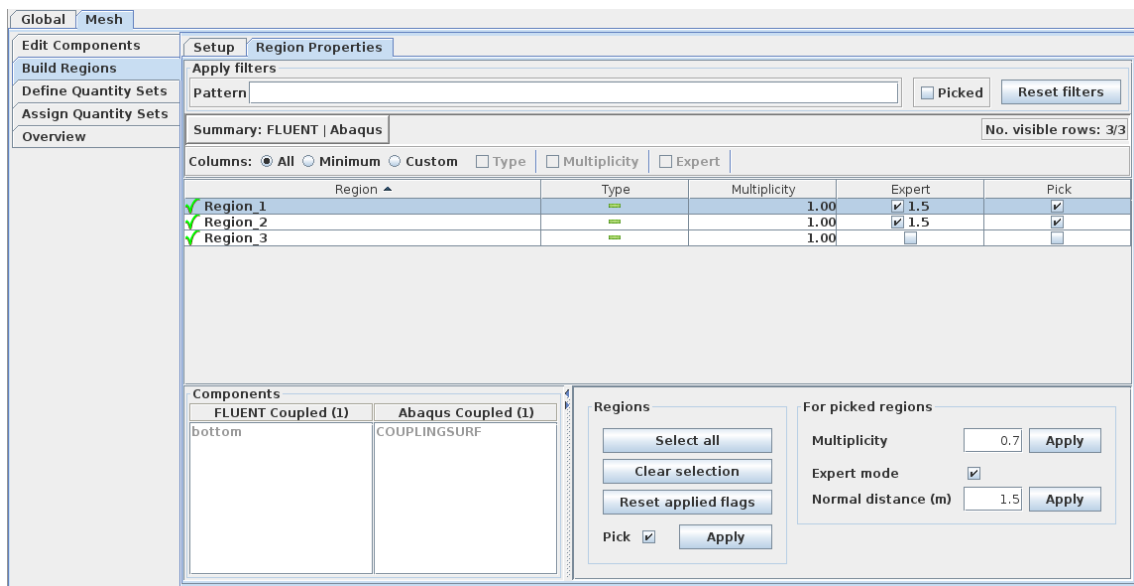 Global Mesh
Edit Components
Build Regions
Define Quantity Sets
Assign Quantity Sets
Overview
Setup Region Properties
Apply filters
Pattern Picked Reset filters
Summary: FLUENT | Abaqus No. visible rows: 3/3
Columns: All Minimum Custom Type Multiplicity Expert
Region Type Multiplicity Expert Pick
Region_1 1.00 1.5
Region_2 1.00 1.5
Region_3 1.00
Components
FLUENT Coupled (1) Abaqus Coupled (1)
bottom COUPLINGSURF
Regions
Select all
Clear selection
Reset applied flags
Pick Apply
For picked regions
Multiplicity 0.7 Apply
Expert mode
Normal distance (m) 1.5 Apply